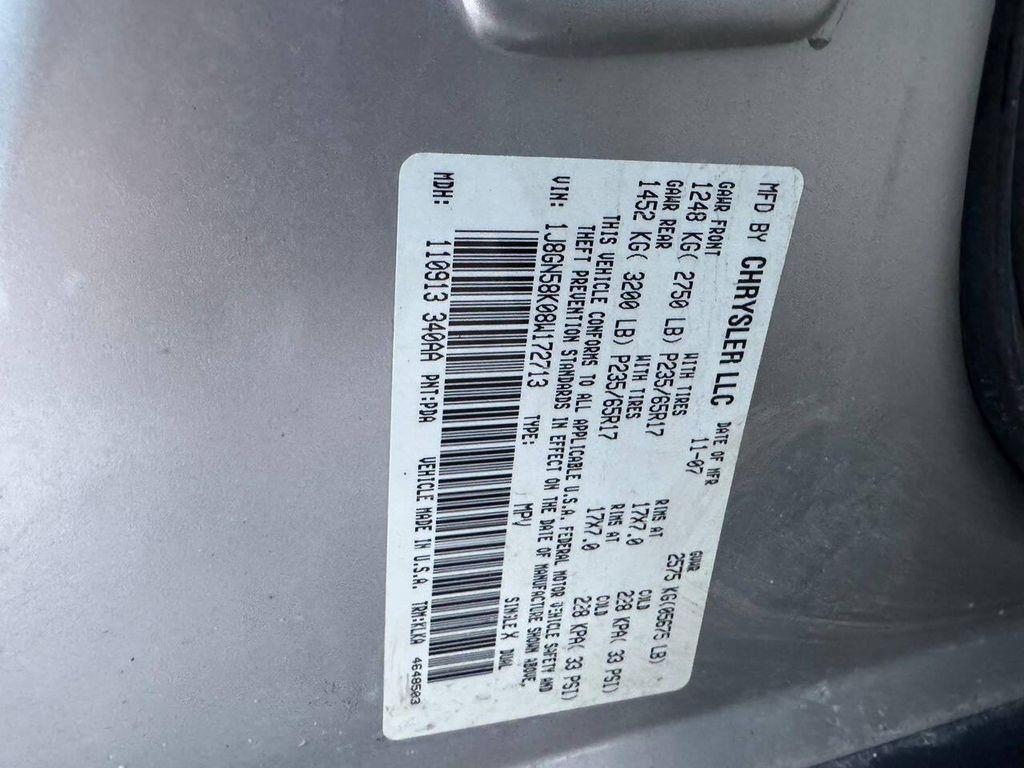 MFD BY CHRYSLER LLC DATE OF MFR 11-07 GVWR 2575 KG(05675 LB)
GAWR FRONT WITH TIRES RIMS AT COLD
1248 KG( 2750 LB) P235/65R17 17X7.0 228 KPA( 33 PSI)
GAWR REAR WITH TIRES RIMS AT COLD
1452 KG( 3200 LB) P235/65R17 17X7.0 228 KPA( 33 PSI)
THIS VEHICLE CONFORMS TO ALL APPLICABLE U.S.A. FEDERAL MOTOR VEHICLE SAFETY AND
THEFT PREVENTION STANDARDS IN EFFECT ON THE DATE OF MANUFACTURE SHOWN ABOVE.
VIN: 1J8GN58K08W172713 TYPE: MPV SINGLE X DUAL
MDH: 110913 340AA PNT:PDA VEHICLE MADE IN U.S.A. TRM:KLKA 4648503